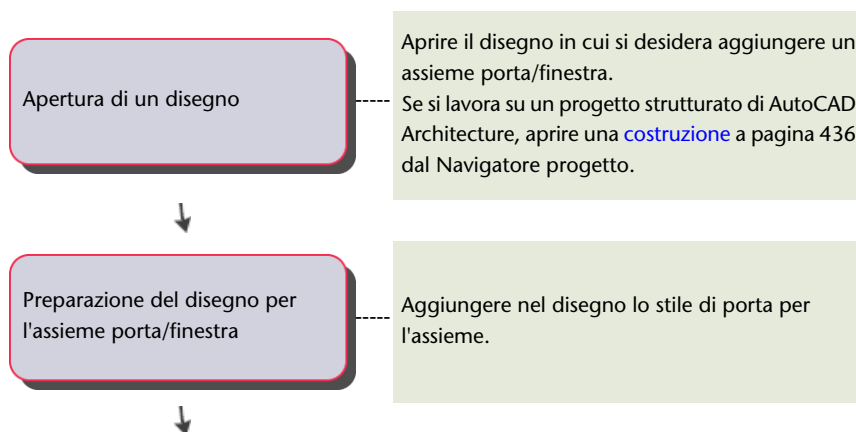 Apertura di un disegno
Aprire il disegno in cui si desidera aggiungere un
assieme porta/finestra.
Se si lavora su un progetto strutturato di AutoCAD
Architecture, aprire una costruzione a pagina 436
dal Navigatore progetto.
Preparazione del disegno per
l'assieme porta/finestra
Aggiungere nel disegno lo stile di porta per
l'assieme.